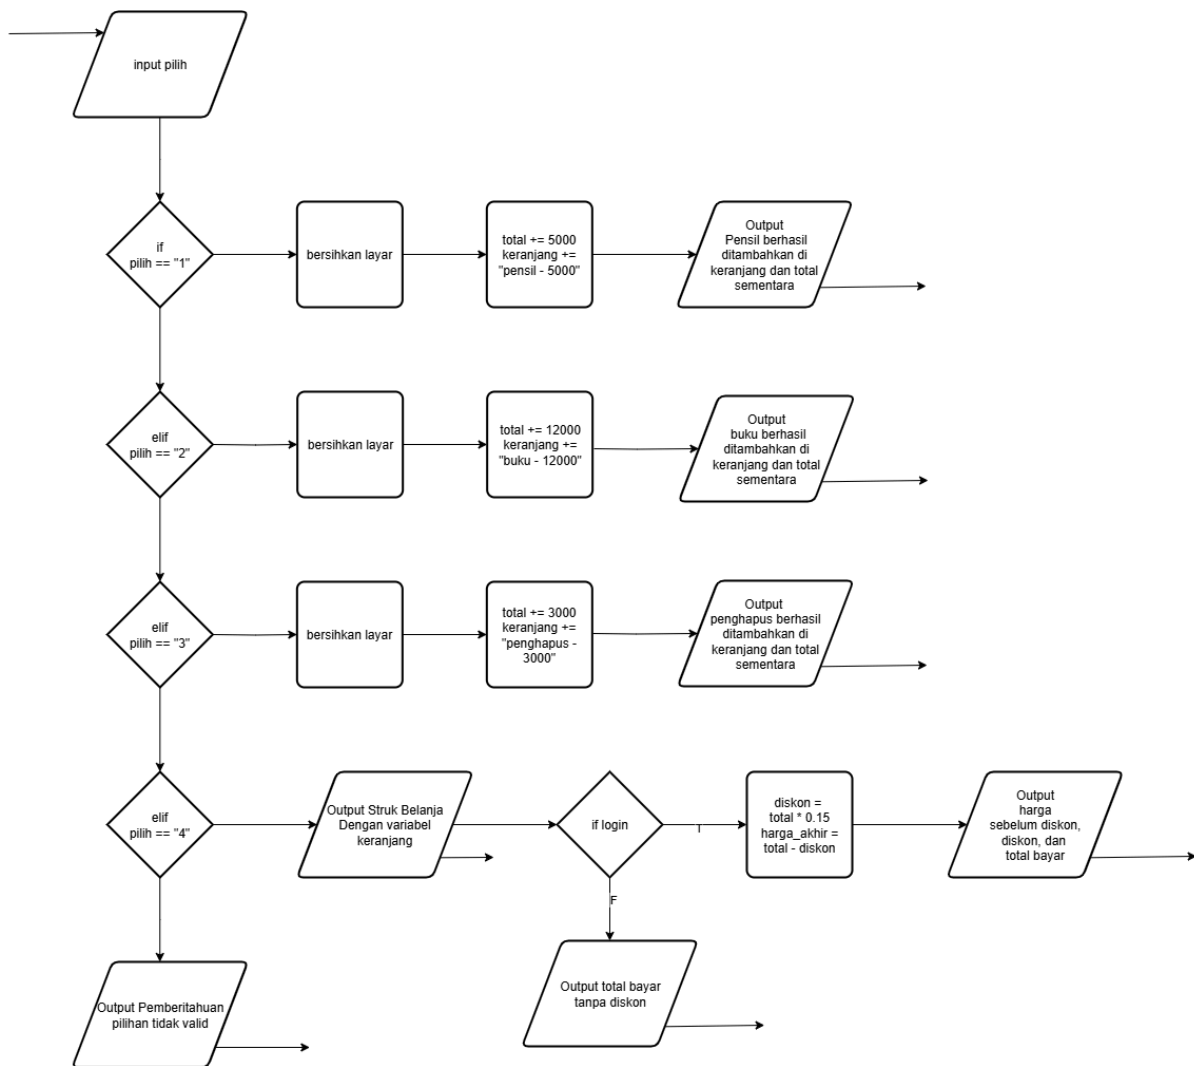 input pilih
if
pilih == "1"
bersihkan layar
total += 5000
keranjang +=
"pensil - 5000"
Output
Pensil berhasil
ditambahkan di
keranjang dan total
sementara
elif
pilih == "2"
bersihkan layar
total += 12000
keranjang +=
"buku - 12000"
Output
buku berhasil
ditambahkan di
keranjang dan total
sementara
elif
pilih == "3"
bersihkan layar
total += 3000
keranjang +=
"penghapus -
3000"
Output
penghapus berhasil
ditambahkan di
keranjang dan total
sementara
elif
pilih == "4"
Output Struk Belanja
Dengan variabel
keranjang
if login
T
diskon =
total * 0.15
harga_akhir =
total - diskon
Output
harga
sebelum diskon,
diskon, dan
total bayar
F
Output Pemberitahuan
pilihan tidak valid
Output total bayar
tanpa diskon